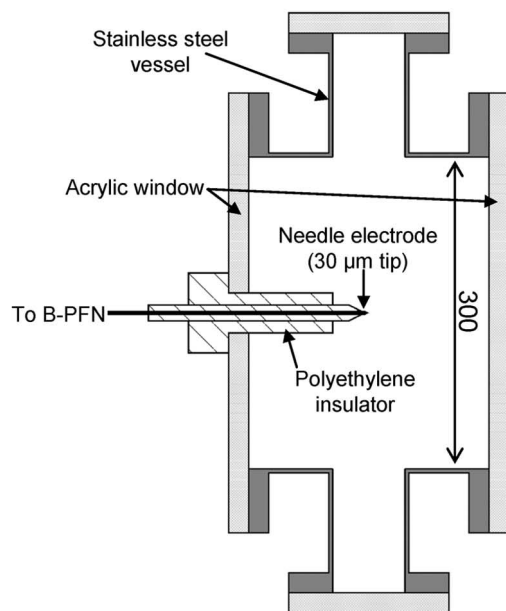 Stainless steel
vessel
Acrylic window
Needle electrode
(30 µm tip)
To B-PFN
300
Polyethylene
insulator